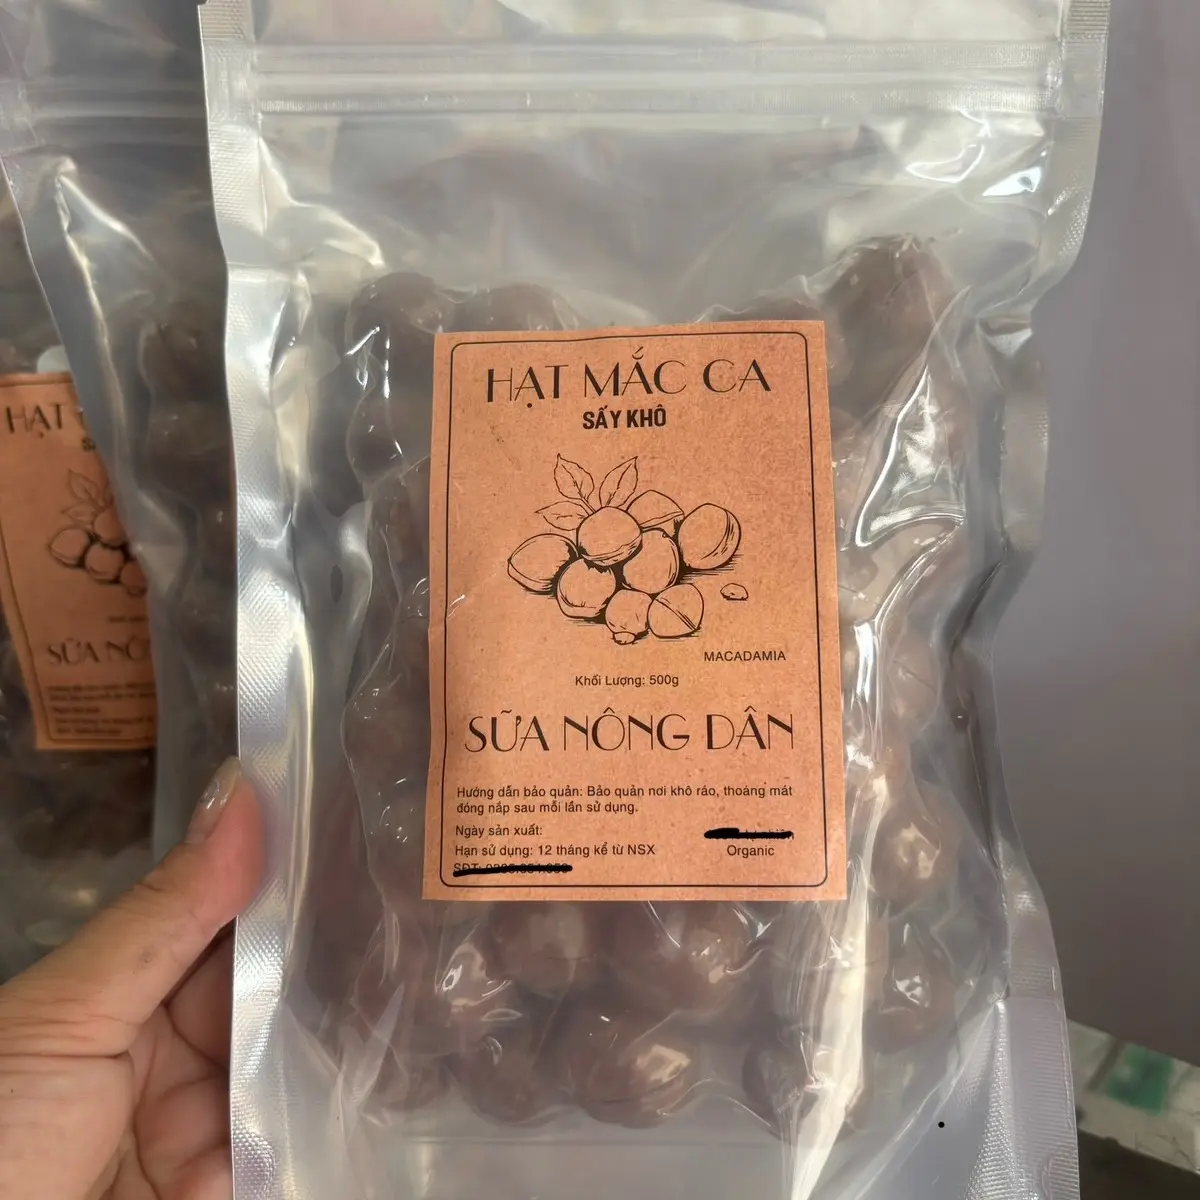 HẠT MẮC CA
SẤY KHÔ
MACADAMIA
Khối Lượng: 500g
SỮA NÔNG DÂN
Hướng dẫn bảo quản: Bảo quản nơi khô ráo, thoáng mát
đóng nắp sau mỗi lần sử dụng.
Ngày sản xuất:
Hạn sử dụng: 12 tháng kể từ NSX
Organic
HẠT
SỮA NÔ